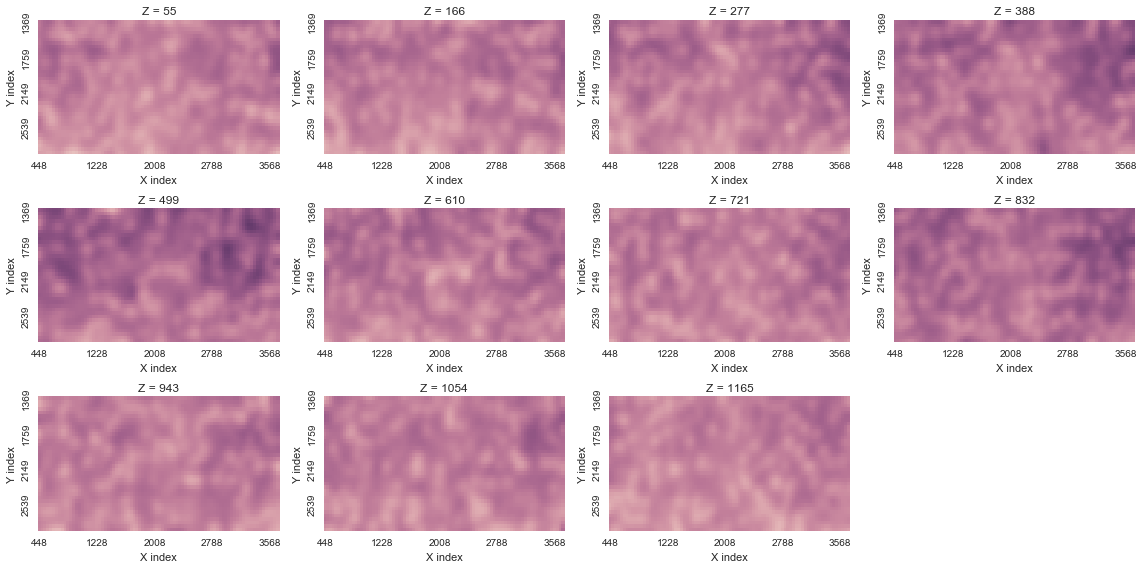 Z = 55
Z = 166
Z = 277
Z = 388
Y index
1369
1759
2149
2539
Y index
1369
1759
2149
2539
Y index
1369
1759
2149
2539
Y index
1369
1759
2149
2539
448 1228 2008 2788 3568
448 1228 2008 2788 3568
448 1228 2008 2788 3568
448 1228 2008 2788 3568
X index
X index
X index
X index
Z = 499
Z = 610
Z = 721
Z = 832
Y index
1369
1759
2149
2539
Y index
1369
1759
2149
2539
Y index
1369
1759
2149
2539
Y index
1369
1759
2149
2539
448 1228 2008 2788 3568
448 1228 2008 2788 3568
448 1228 2008 2788 3568
448 1228 2008 2788 3568
X index
X index
X index
X index
Z = 943
Z = 1054
Z = 1165
Y index
1369
1759
2149
2539
Y index
1369
1759
2149
2539
Y index
1369
1759
2149
2539
448 1228 2008 2788 3568
448 1228 2008 2788 3568
448 1228 2008 2788 3568
X index
X index
X index